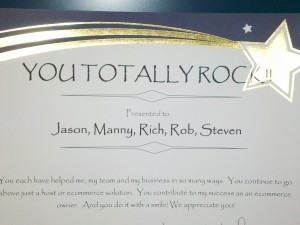 YOU TOTALLY ROCK!!
Presented to
Jason, Manny, Rich, Rob, Steven
You each have helped me, my team and my business in so many ways. You continue to go
above just a host or ecommerce solution. You contribute to my success as an ecommerce
owner. And you do it with a smile! We appreciate you!